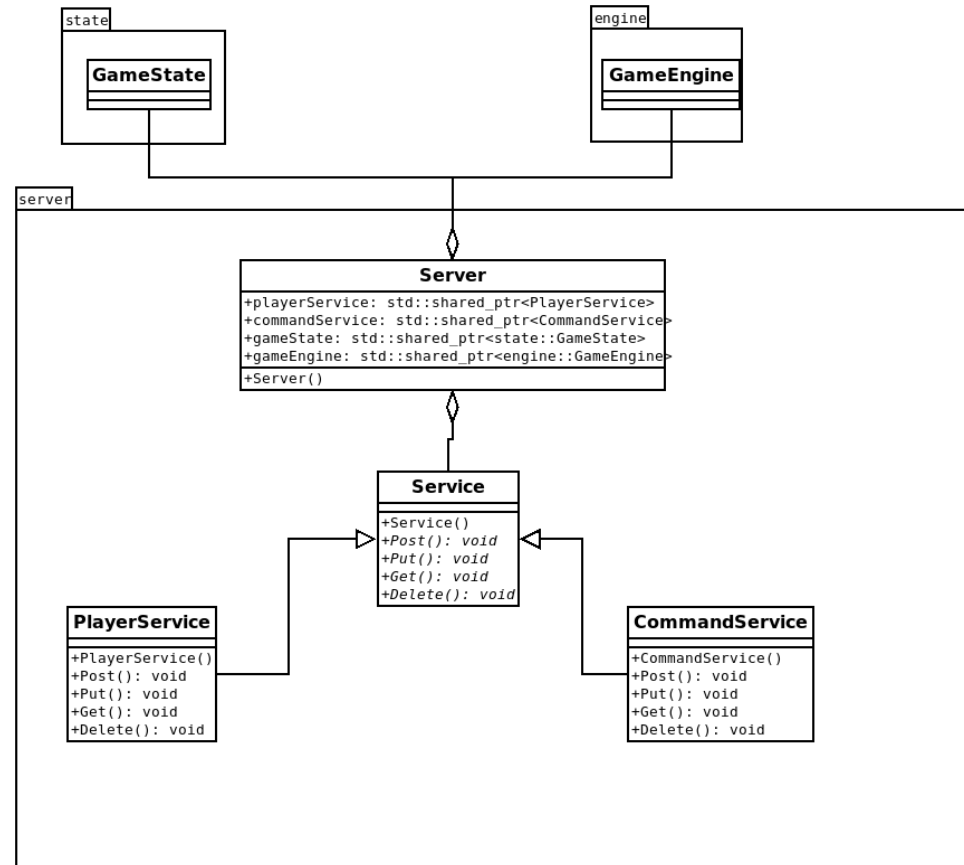 state
GameState
engine
GameEngine
server
Server
+playerService: std::shared_ptr<PlayerService>
+commandService: std::shared_ptr<CommandService>
+gameState: std::shared_ptr<state::GameState>
+gameEngine: std::shared_ptr<engine::GameEngine>
+Server()
Service
+Service()
+Post(): void
+Put(): void
+Get(): void
+Delete(): void
PlayerService
+PlayerService()
+Post(): void
+Put(): void
+Get(): void
+Delete(): void
CommandService
+CommandService()
+Post(): void
+Put(): void
+Get(): void
+Delete(): void